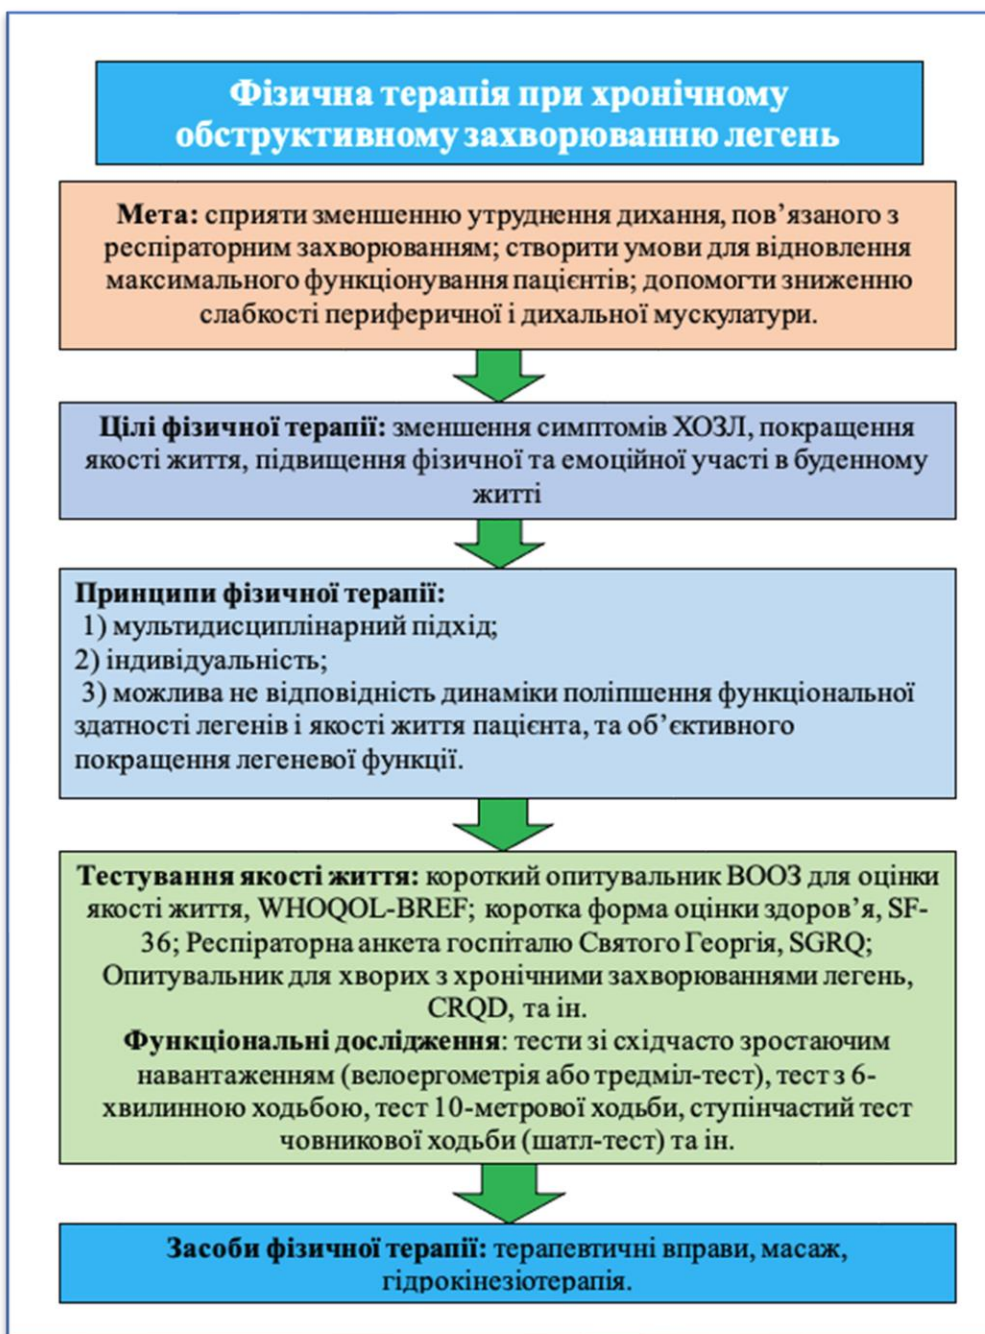 Фізична терапія при хронічному
обструктивному захворюванню легень
Мета: сприяти зменшенню утруднення дихання, пов’язаного з
респіраторним захворюванням; створити умови для відновлення
максимального функціонування пацієнтів; допомогти зниженню
слабкості периферичної і дихальної мускулатури.
Цілі фізичної терапії: зменшення симптомів ХОЗЛ, покращення
якості життя, підвищення фізичної та емоційної участі в буденному
житті
Принципи фізичної терапії:
1) мультидисциплінарний підхід;
2) індивідуальність;
3) можлива не відповідність динаміки поліпшення функціональної
здатності легенів і якості життя пацієнта, та об’єктивного
покращення легеневої функції.
Тестування якості життя: короткий опитувальник ВООЗ для оцінки
якості життя, WHOQOL-BREF; коротка форма оцінки здоров’я, SF-
36; Респіраторна анкета госпіталю Святого Георгія, SGRQ;
Опитувальник для хворих з хронічними захворюваннями легень,
CRQD, та ін.
Функціональні дослідження: тести зі східчасто зростаючим
навантаженням (велоергометрія або тредміл-тест), тест з 6-
хвилинною ходьбою, тест 10-метрової ходьби, ступінчастий тест
човникової ходьби (шатл-тест) та ін.
Засоби фізичної терапії: терапевтичні вправи, масаж,
гідрокінезіотерапія.